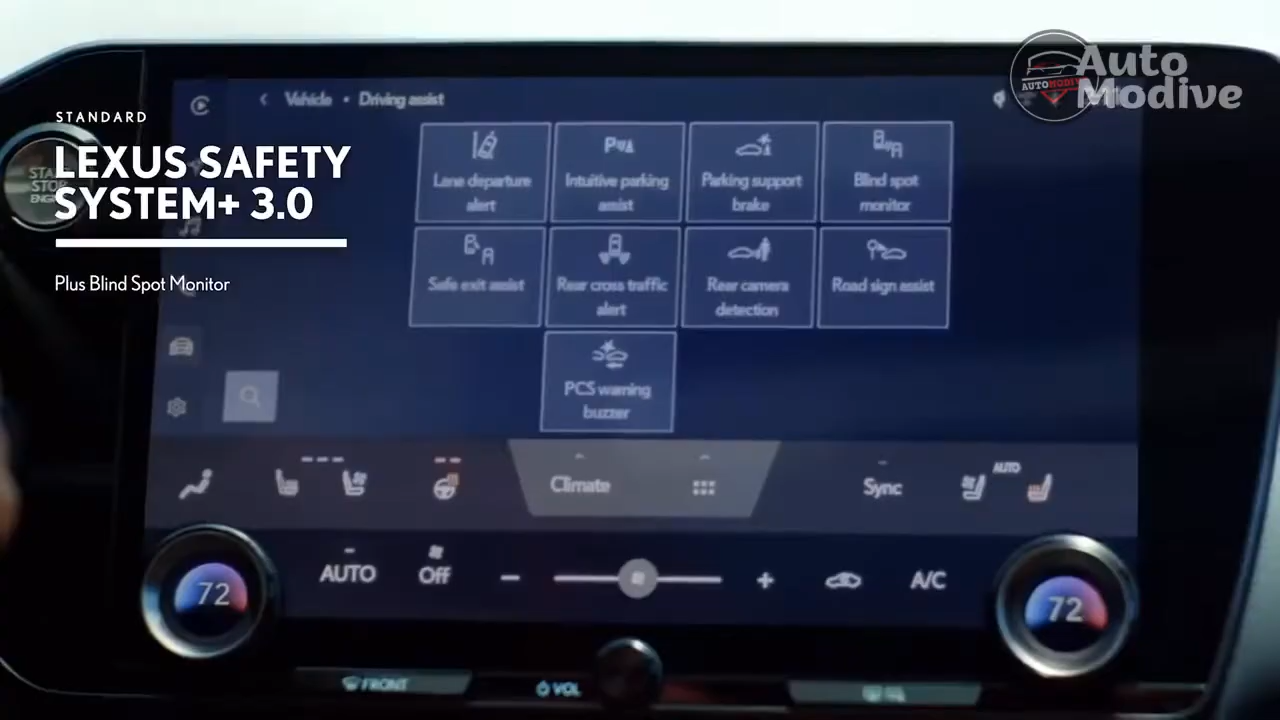 Auto
Modive
AUTOMODIVE
STANDARD
LEXUS SAFETY
SYSTEM+ 3.0
Plus Blind Spot Monitor
Vehicle • Driving assist
Lane departure
alert
Intuitive parking
assist
Parking support
brake
Blind spot
monitor
Safe exit assist
Rear cross traffic
alert
Rear camera
detection
Road sign assist
PCS warning
buzzer
Climate
Sync
AUTO
72
AUTO
Off
A/C
72
FRONT
VOL